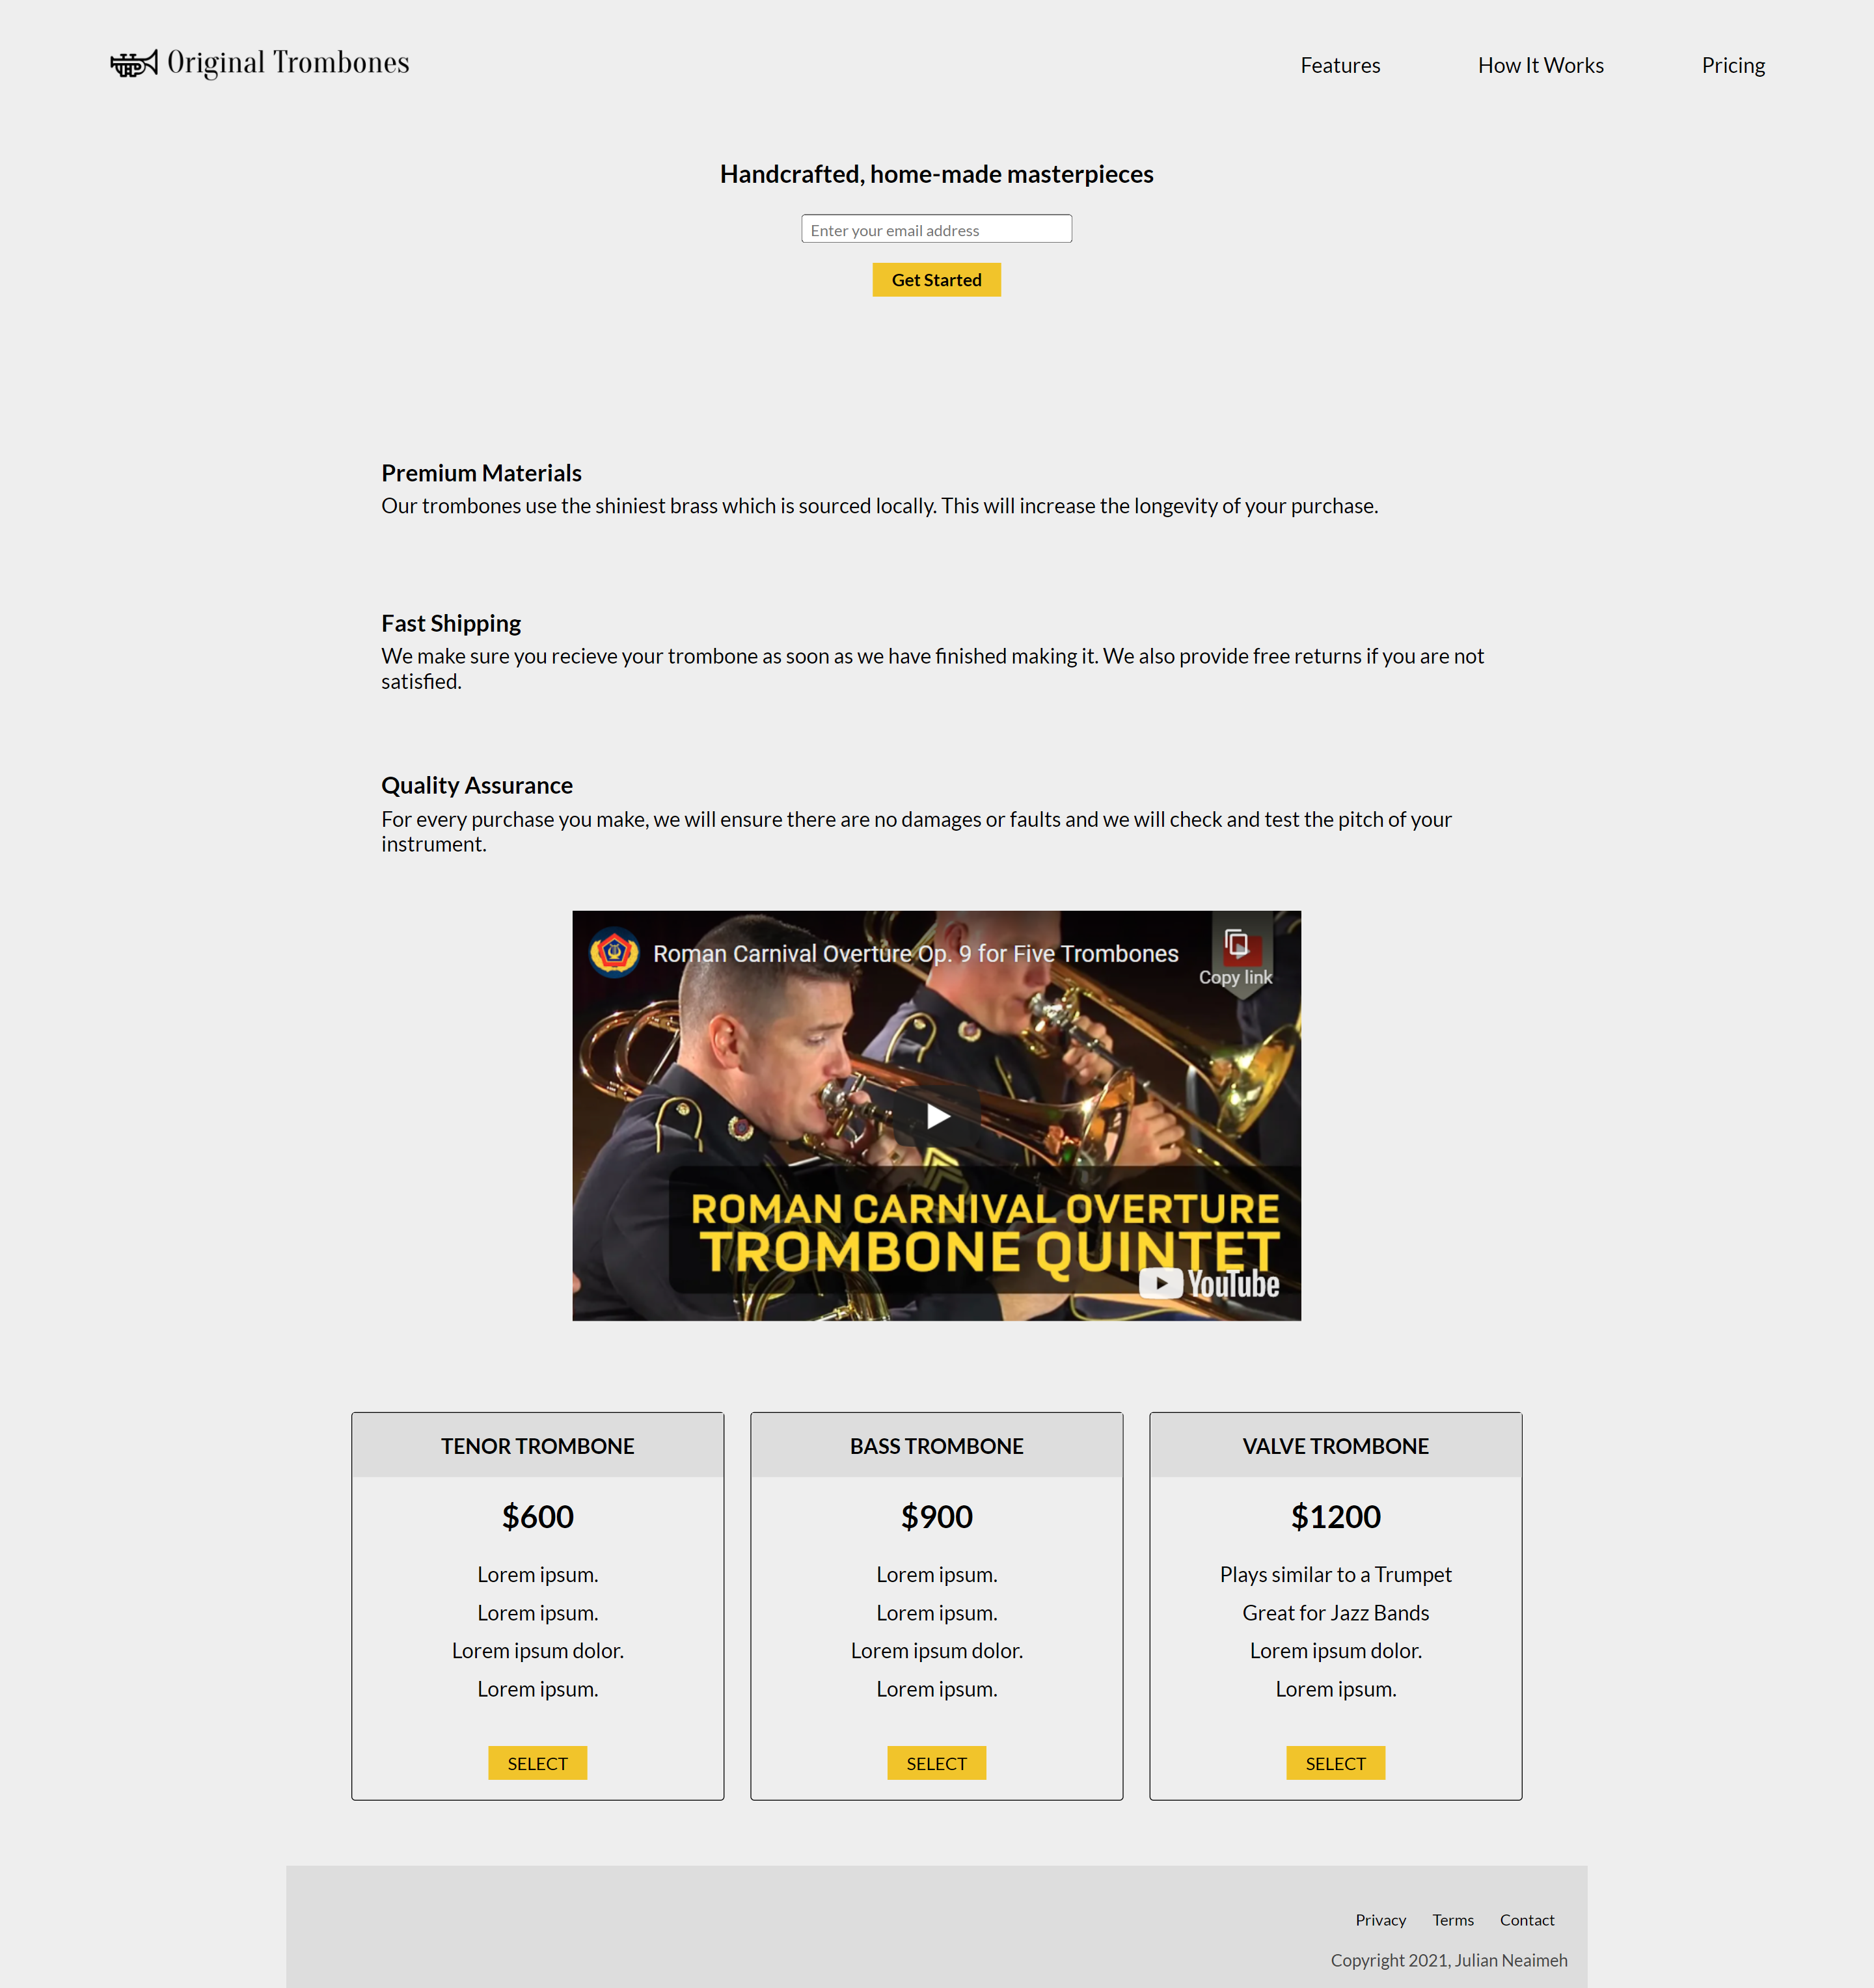 Original Trombones
Features How It Works Pricing
Handcrafted, home-made masterpieces
Enter your email address
Get Started
Premium Materials
Our trombones use the shiniest brass which is sourced locally. This will increase the longevity of your purchase.
Fast Shipping
We make sure you recieve your trombone as soon as we have finished making it. We also provide free returns if you are not
satisfied.
Quality Assurance
For every purchase you make, we will ensure there are no damages or faults and we will check and test the pitch of your
instrument.
Roman Carnival Overture Op. 9 for Five Trombones
Copy link
ROMAN CARNIVAL OVERTURE
TROMBONE QUINTET
YouTube
TENOR TROMBONE
$600
Lorem ipsum.
Lorem ipsum.
Lorem ipsum dolor.
Lorem ipsum.
SELECT
BASS TROMBONE
$900
Lorem ipsum.
Lorem ipsum.
Lorem ipsum dolor.
Lorem ipsum.
SELECT
VALVE TROMBONE
$1200
Plays similar to a Trumpet
Great for Jazz Bands
Lorem ipsum dolor.
Lorem ipsum.
SELECT
Privacy Terms Contact
Copyright 2021, Julian Neaimeh